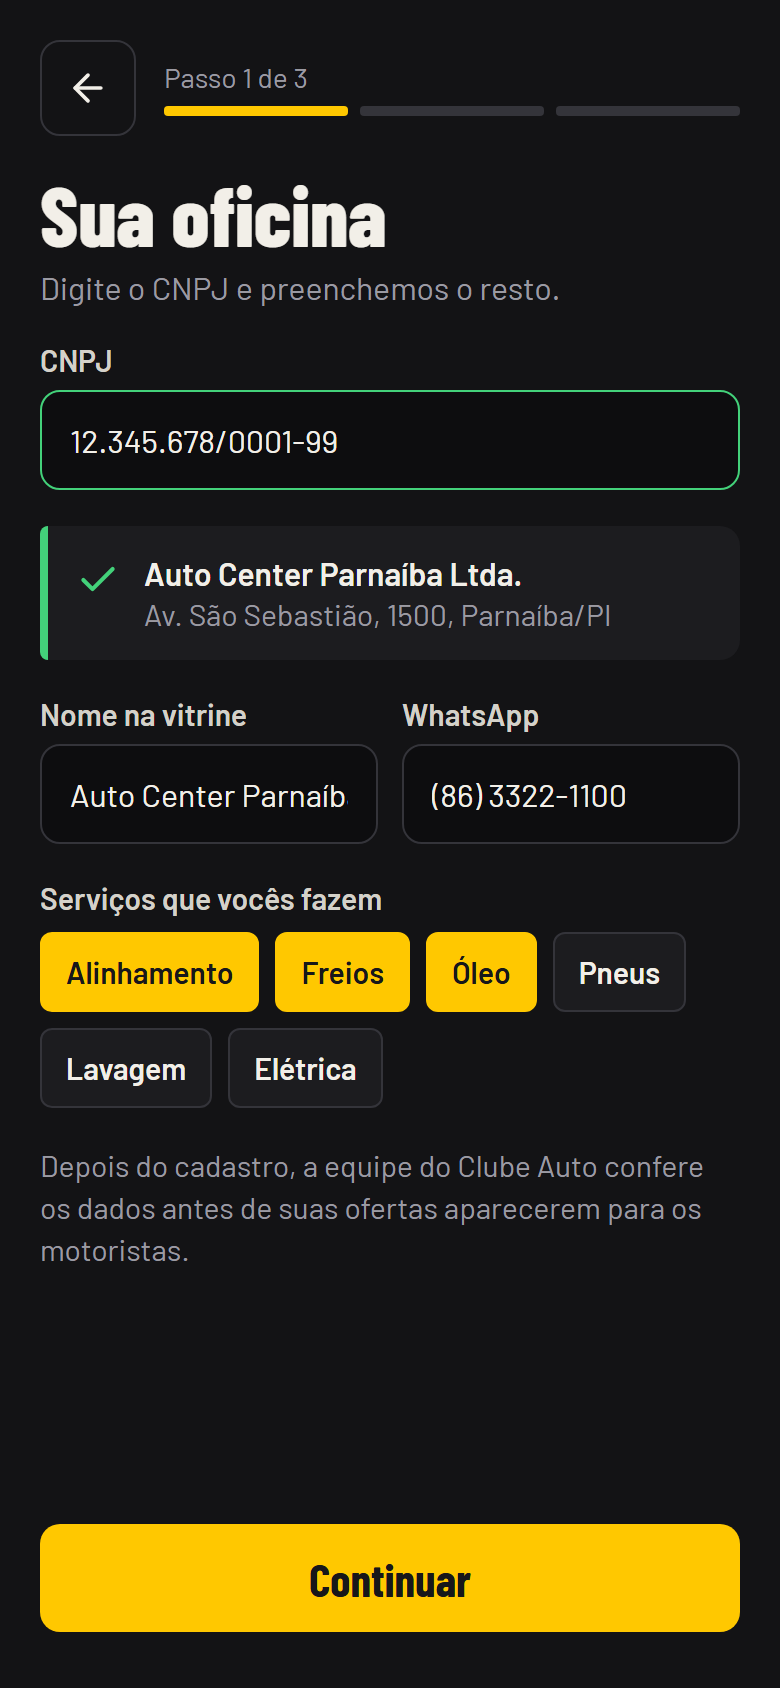 Passo 1 de 3
Sua oficina
Digite o CNPJ e preenchemos o resto.
CNPJ
12.345.678/0001-99
Auto Center Parnaíba Ltda.
Av. São Sebastião, 1500, Parnaíba/PI
Nome na vitrine
WhatsApp
Auto Center Parnaíb
(86) 3322-1100
Serviços que vocês fazem
Alinhamento Freios Óleo Pneus
Lavagem Elétrica
Depois do cadastro, a equipe do Clube Auto confere
os dados antes de suas ofertas aparecerem para os
motoristas.
Continuar